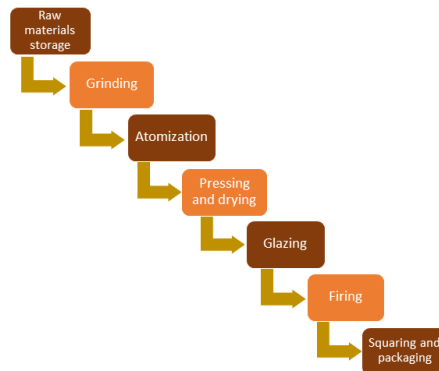 Raw
materials
storage
Grinding
Atomization
Pressing
and drying
Glazing
Firing
Squaring and
packaging